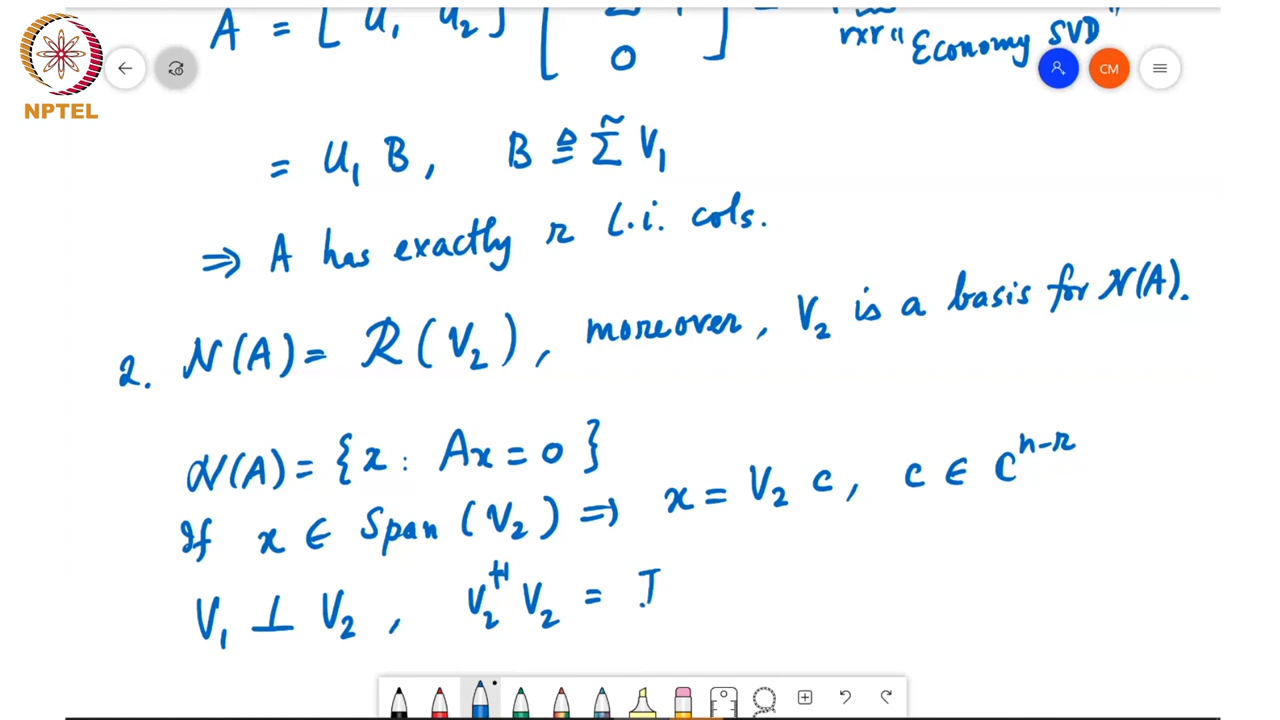 A = [ U₁ U₂ ] [ 0 ] = r×r "Economy SVD"
NPTEL
CM
= U₁ B , B ≜ Σ̃ V₁
⇒ A has exactly r l.i. cols.
2. N(A) = R(V₂), moreover, V₂ is a basis for N(A).
N(A) = {x : Ax = 0}
If x ∈ Span (V₂) ⇒ x = V₂ c, c ∈ ℂⁿ⁻ʳ
V₁ ⊥ V₂ , V₂ᴴ V₂ = I